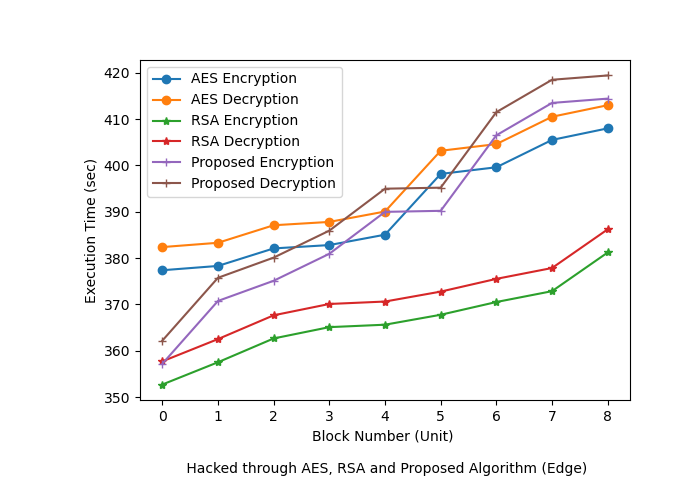 AES Encryption
AES Decryption
RSA Encryption
RSA Decryption
Proposed Encryption
Proposed Decryption
420
410
400
390
380
370
360
350
Execution Time (sec)
0 1 2 3 4 5 6 7 8
Block Number (Unit)
Hacked through AES, RSA and Proposed Algorithm (Edge)